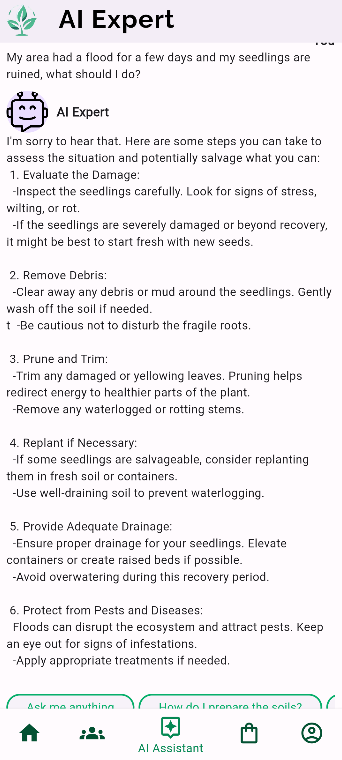 AI Expert
You
My area had a flood for a few days and my seedlings are
ruined, what should I do?
AI Expert
I'm sorry to hear that. Here are some steps you can take to
assess the situation and potentially salvage what you can:
1. Evaluate the Damage:
-Inspect the seedlings carefully. Look for signs of stress,
wilting, or rot.
-If the seedlings are severely damaged or beyond recovery,
it might be best to start fresh with new seeds.
2. Remove Debris:
-Clear away any debris or mud around the seedlings. Gently
wash off the soil if needed.
t -Be cautious not to disturb the fragile roots.
3. Prune and Trim:
-Trim any damaged or yellowing leaves. Pruning helps
redirect energy to healthier parts of the plant.
-Remove any waterlogged or rotting stems.
4. Replant if Necessary:
-If some seedlings are salvageable, consider replanting
them in fresh soil or containers.
-Use well-draining soil to prevent waterlogging.
5. Provide Adequate Drainage:
-Ensure proper drainage for your seedlings. Elevate
containers or create raised beds if possible.
-Avoid overwatering during this recovery period.
6. Protect from Pests and Diseases:
Floods can disrupt the ecosystem and attract pests. Keep
an eye out for signs of infestations.
-Apply appropriate treatments if needed.
Ask me anything
How do I prepare the soils?
AI Assistant